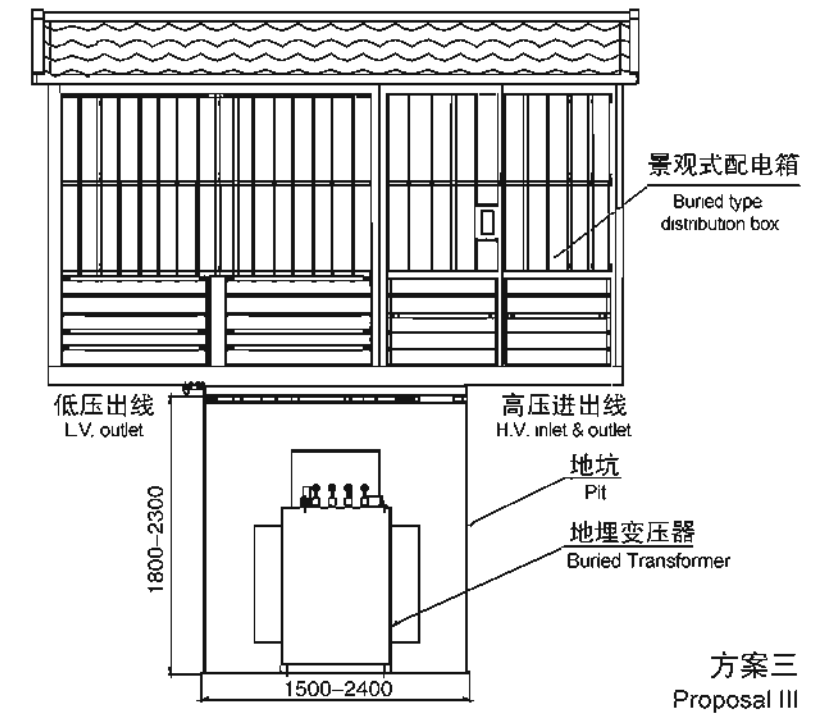 景观式配电箱
Buried type
distribution box
低压出线
L.V. outlet
高压进出线
H.V. inlet & outlet
地坑
Pit
地埋变压器
Buried Transformer
1800-2300
1500-2400
方案三
Proposal III